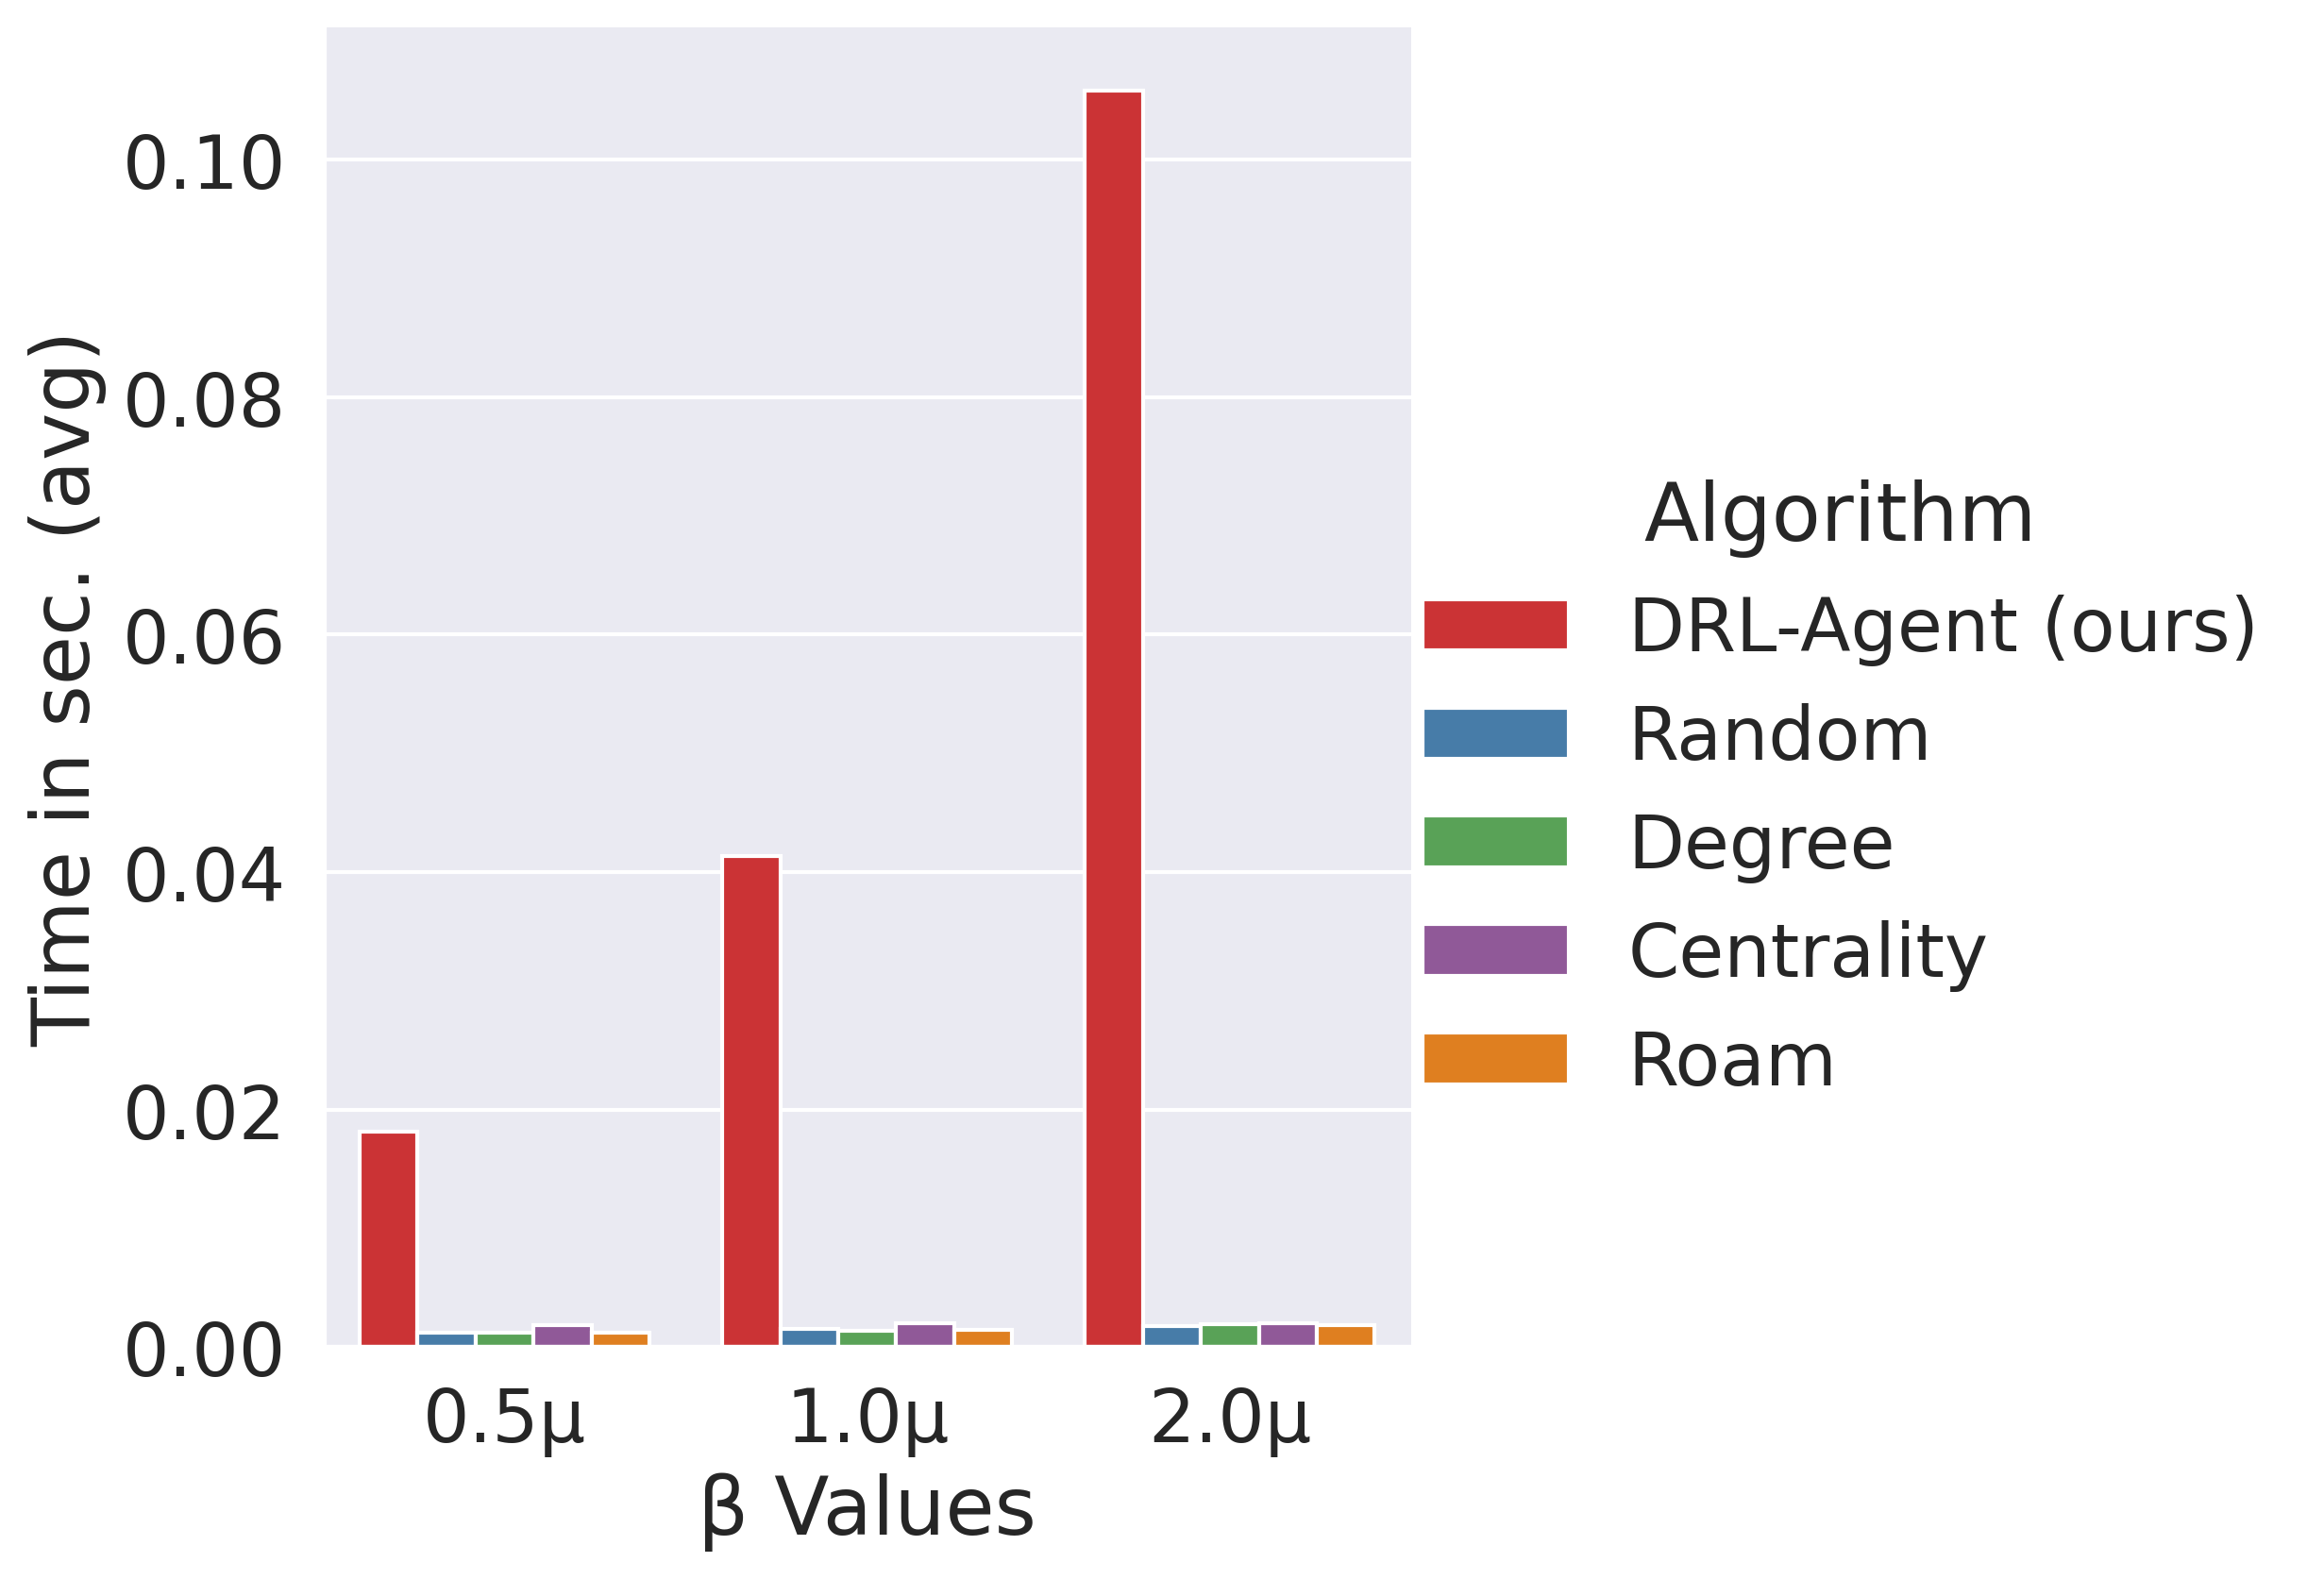 0.10
0.08
0.06
0.04
0.02
0.00
Time in sec. (avg)
0.5µ 1.0µ 2.0µ
β Values
Algorithm
DRL-Agent (ours)
Random
Degree
Centrality
Roam